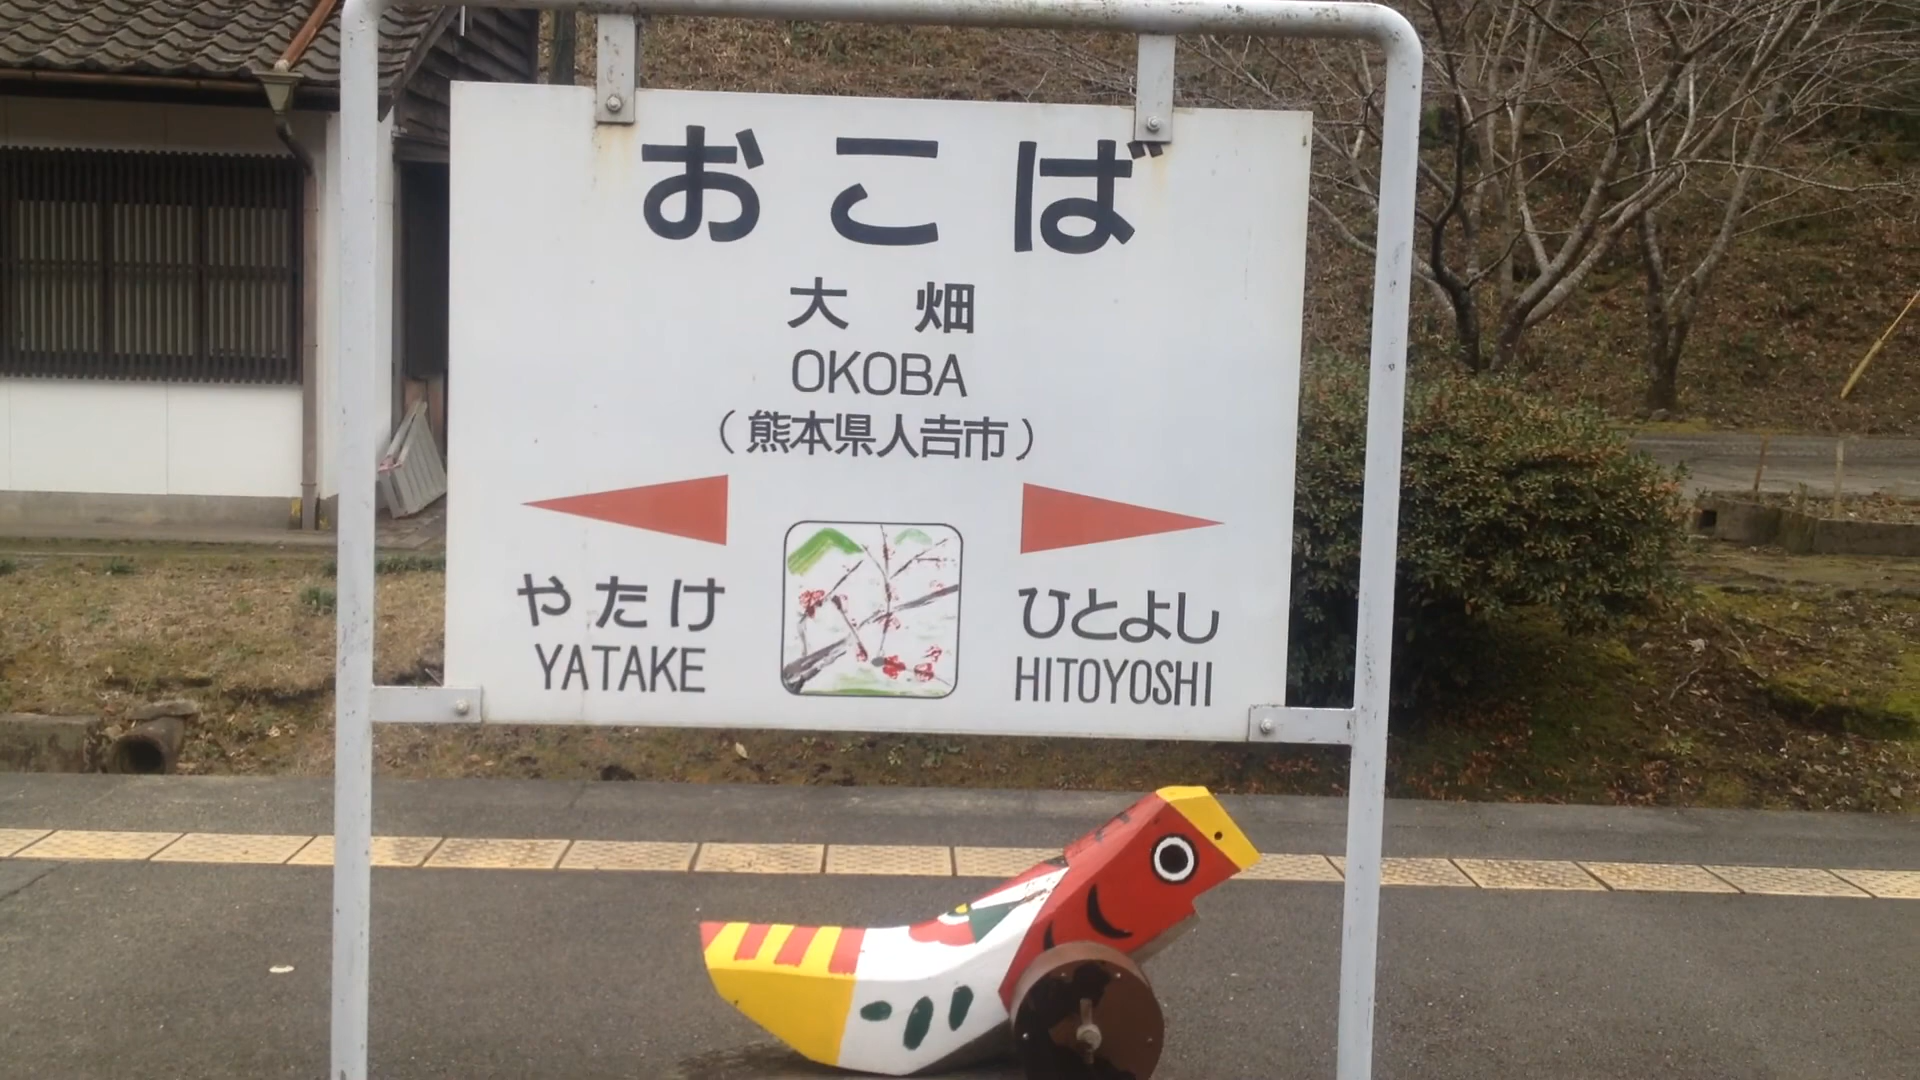 おこば
大 畑
OKOBA
（熊本県人吉市）
やたけ ひとよし
YATAKE HITOYOSHI